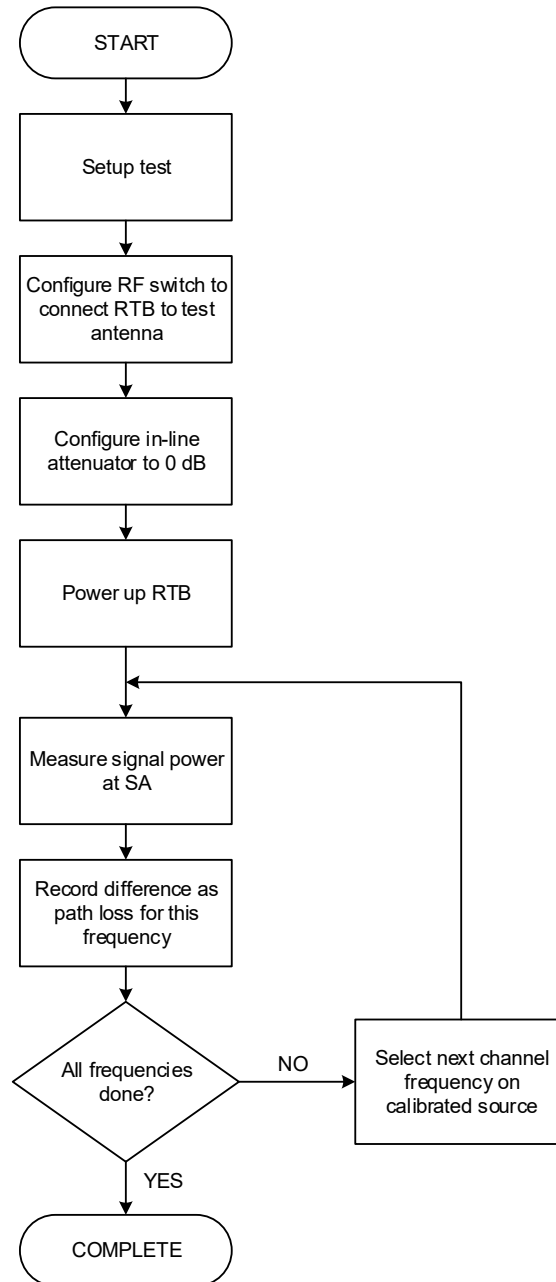 START
Setup test
Configure RF switch to
connect RTB to test
antenna
Configure in-line
attenuator to 0 dB
Power up RTB
Measure signal power
at SA
Record difference as
path loss for this
frequency
All frequencies
done?
NO
Select next channel
frequency on
calibrated source
YES
COMPLETE